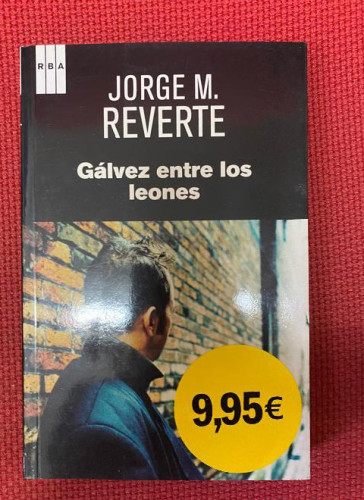 RBA
JORGE M.
REVERTE
Gálvez entre los
leones
9,95€